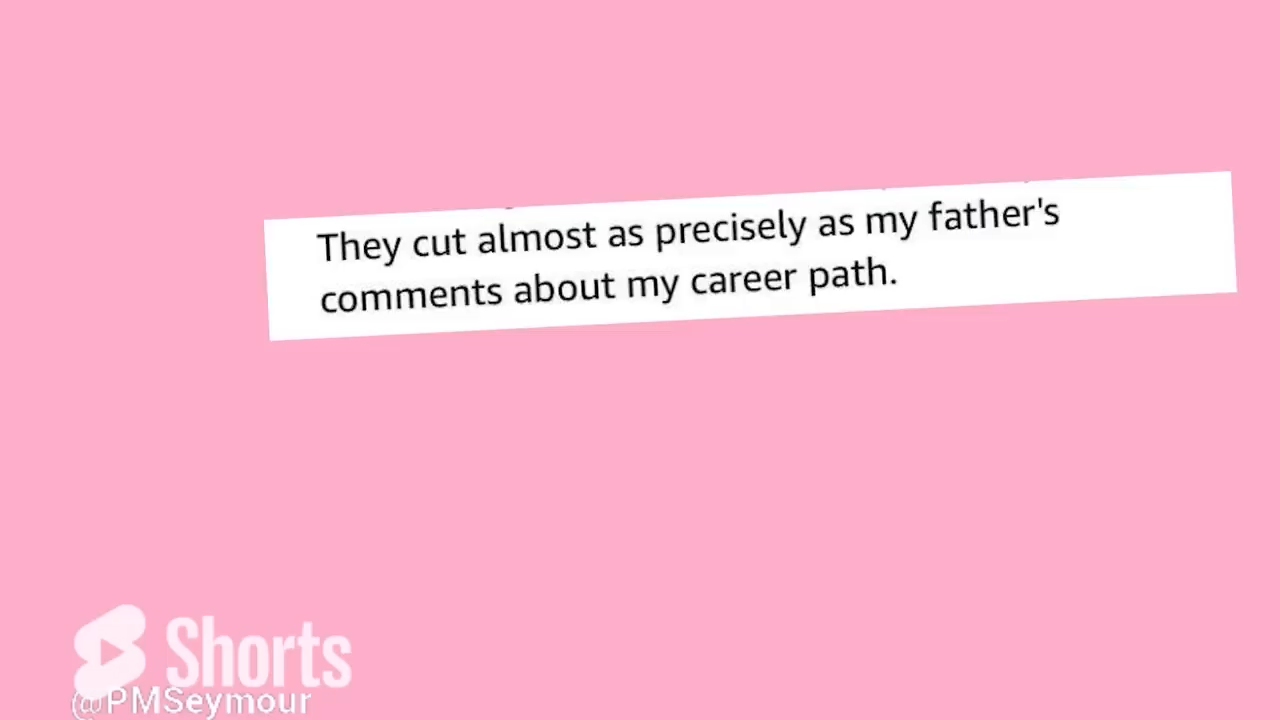 They cut almost as precisely as my father's
comments about my career path.
Shorts
@PMSeymour